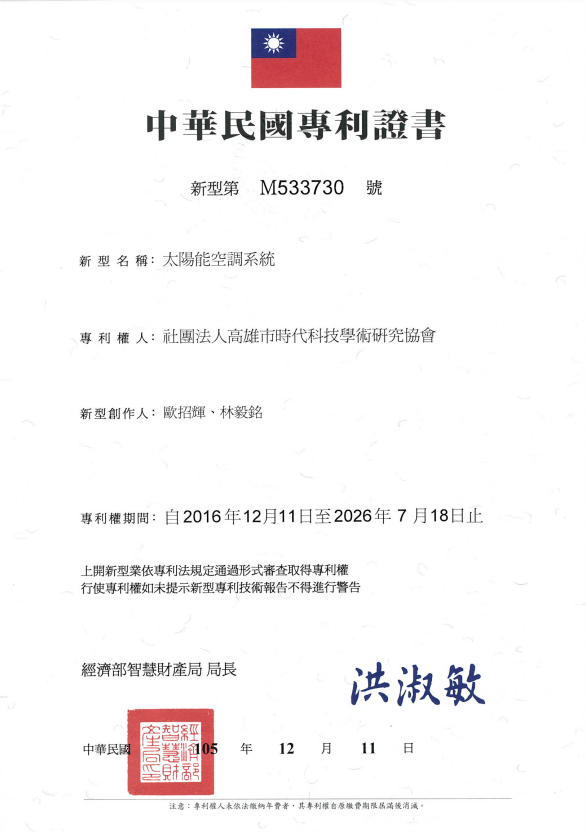 中華民國專利證書
新型第 M533730 號
新型名稱：太陽能空調系統
專利權人：社團法人高雄市時代科技學術研究協會
新型創作人：歐招輝、林毅銘
專利權期間：自2016年12月11日至2026年7月18日止
上開新型業依專利法規定通過形式審查取得專利權
行使專利權如未提示新型專利技術報告不得進行警告
經濟部智慧財產局 局長
洪淑敏
中華民國 105 年 12 月 11 日
經濟部
智慧財
產局印
注意：專利權人未依法繳納年費者，其專利權自原繳費期限屆滿後消滅。